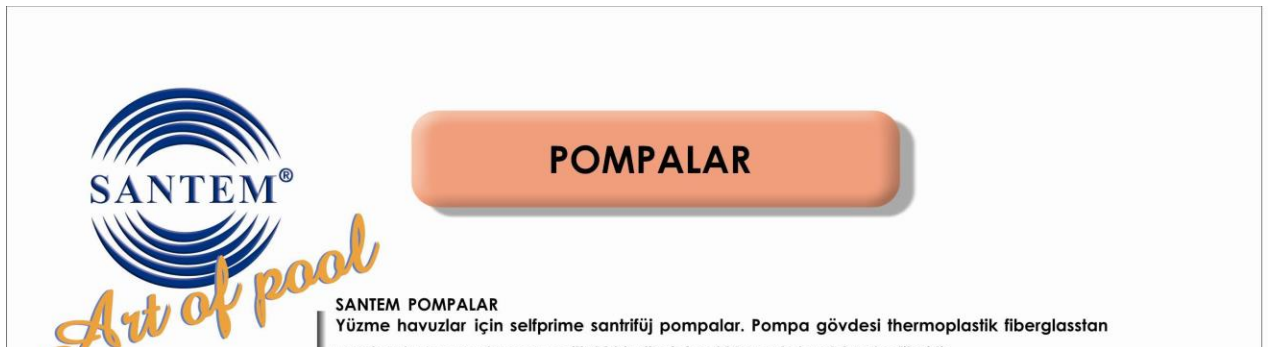 POMPALAR
SANTEM®
Art of pool
SANTEM POMPALAR
Yüzme havuzlar için selfprime santrifüj pompalar. Pompa gövdesi thermoplastik fiberglasstan